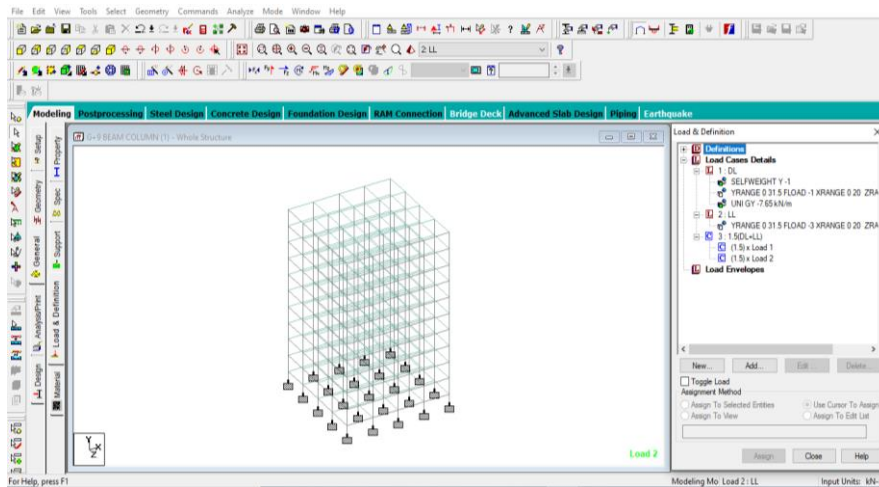 File Edit View Tools Select Geometry Commands Analyze Mode Window Help
2 LL
Modeling Postprocessing Steel Design Concrete Design Foundation Design RAM Connection Bridge Deck Advanced Slab Design Piping Earthquake
G+9 BEAM COLUMN (1) - Whole Structure
Setup
Geometry
General
Analysis/Print
Design
Property
Spec
Support
Load & Definition
Material
Y
X
Z
Load 2
Load & Definition
Definitions
Load Cases Details
1 : DL
SELFWEIGHT Y -1
YRANGE 0 31.5 FLOAD -1 XRANGE 0 20 ZRA
UNI GY -7.65 kN/m
2 : LL
YRANGE 0 31.5 FLOAD -3 XRANGE 0 20 ZRA
3 : 1.5(DL+LL)
(1.5) x Load 1
(1.5) x Load 2
Load Envelopes
New... Add... Edit ... Delete...
Toggle Load
Assignment Method
Assign To Selected Entities Use Cursor To Assign
Assign To View Assign To Edit List
Assign Close Help
For Help, press F1
Modeling Mo Load 2 : LL Input Units: kN-